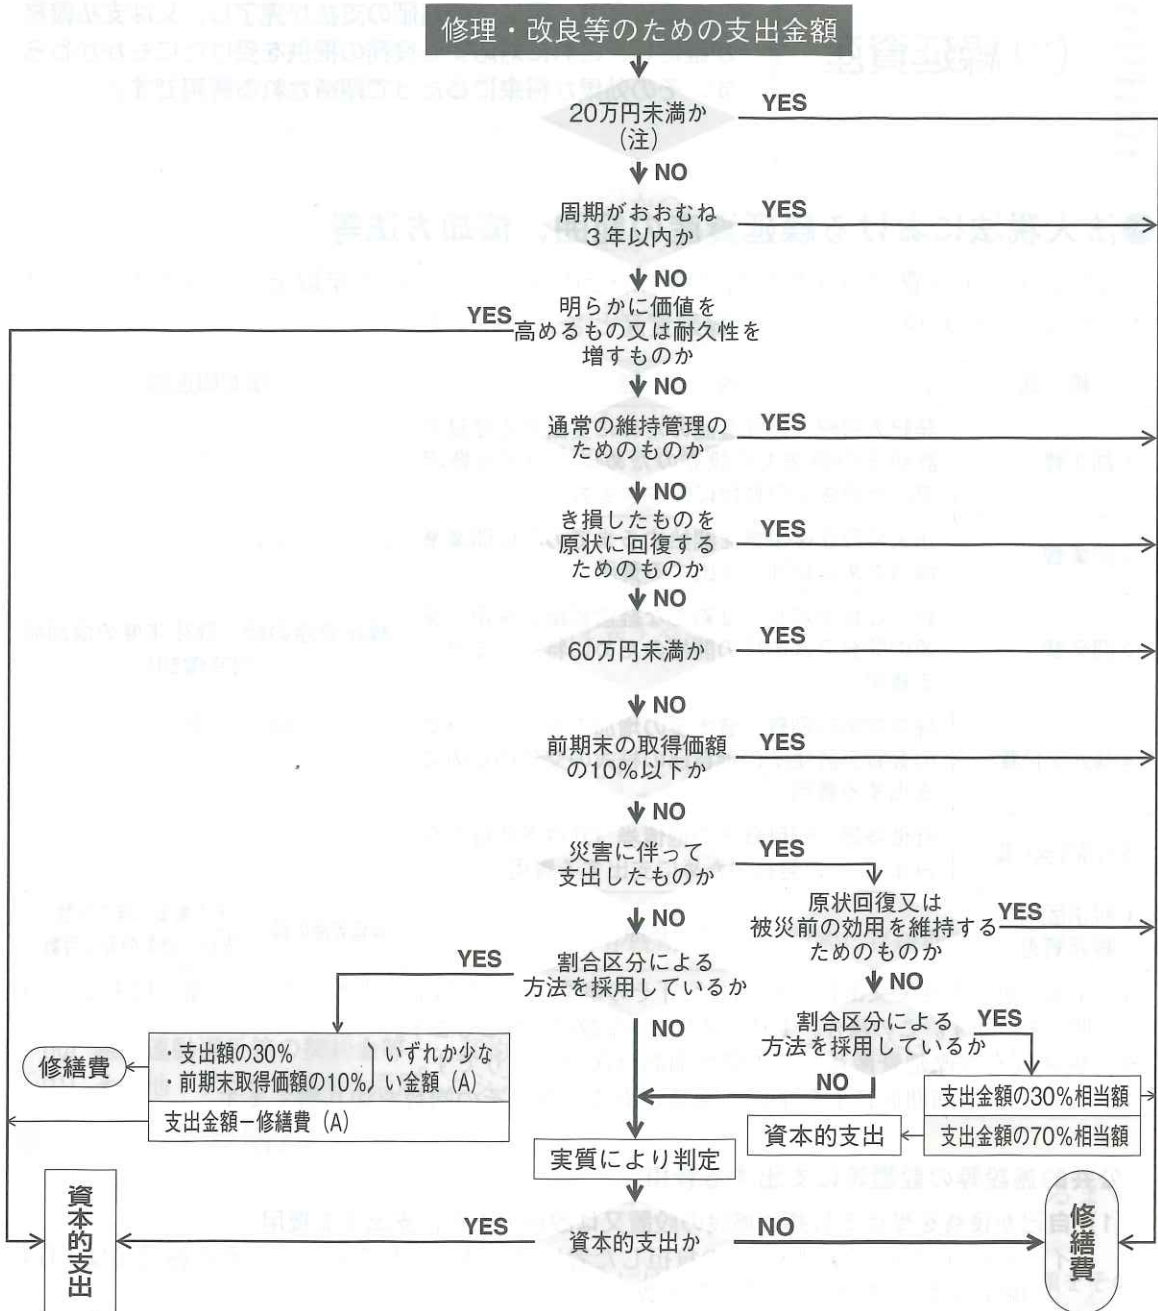 修理・改良等のための支出金額
20万円未満か
(注)
YES
NO
周期がおおむね
3年以内か
YES
NO
明らかに価値を
高めるもの又は耐久性を
増すものか
YES
NO
通常の維持管理の
ためのものか
YES
NO
き損したものを
原状に回復する
ためのものか
YES
NO
60万円未満か
YES
NO
前期末の取得価額
の10%以下か
YES
NO
災害に伴って
支出したものか
YES
NO
原状回復又は
被災前の効用を維持する
ためのものか
YES
NO
割合区分による
方法を採用しているか
YES
NO
割合区分による
方法を採用しているか
YES
NO
修繕費
・支出額の30%
・前期末取得価額の10%
いずれか少な
い金額(A)
支出金額ー修繕費(A)
支出金額の30%相当額
支出金額の70%相当額
資本的支出
実質により判定
資本的支出か
YES
NO
資本的支出
修繕費